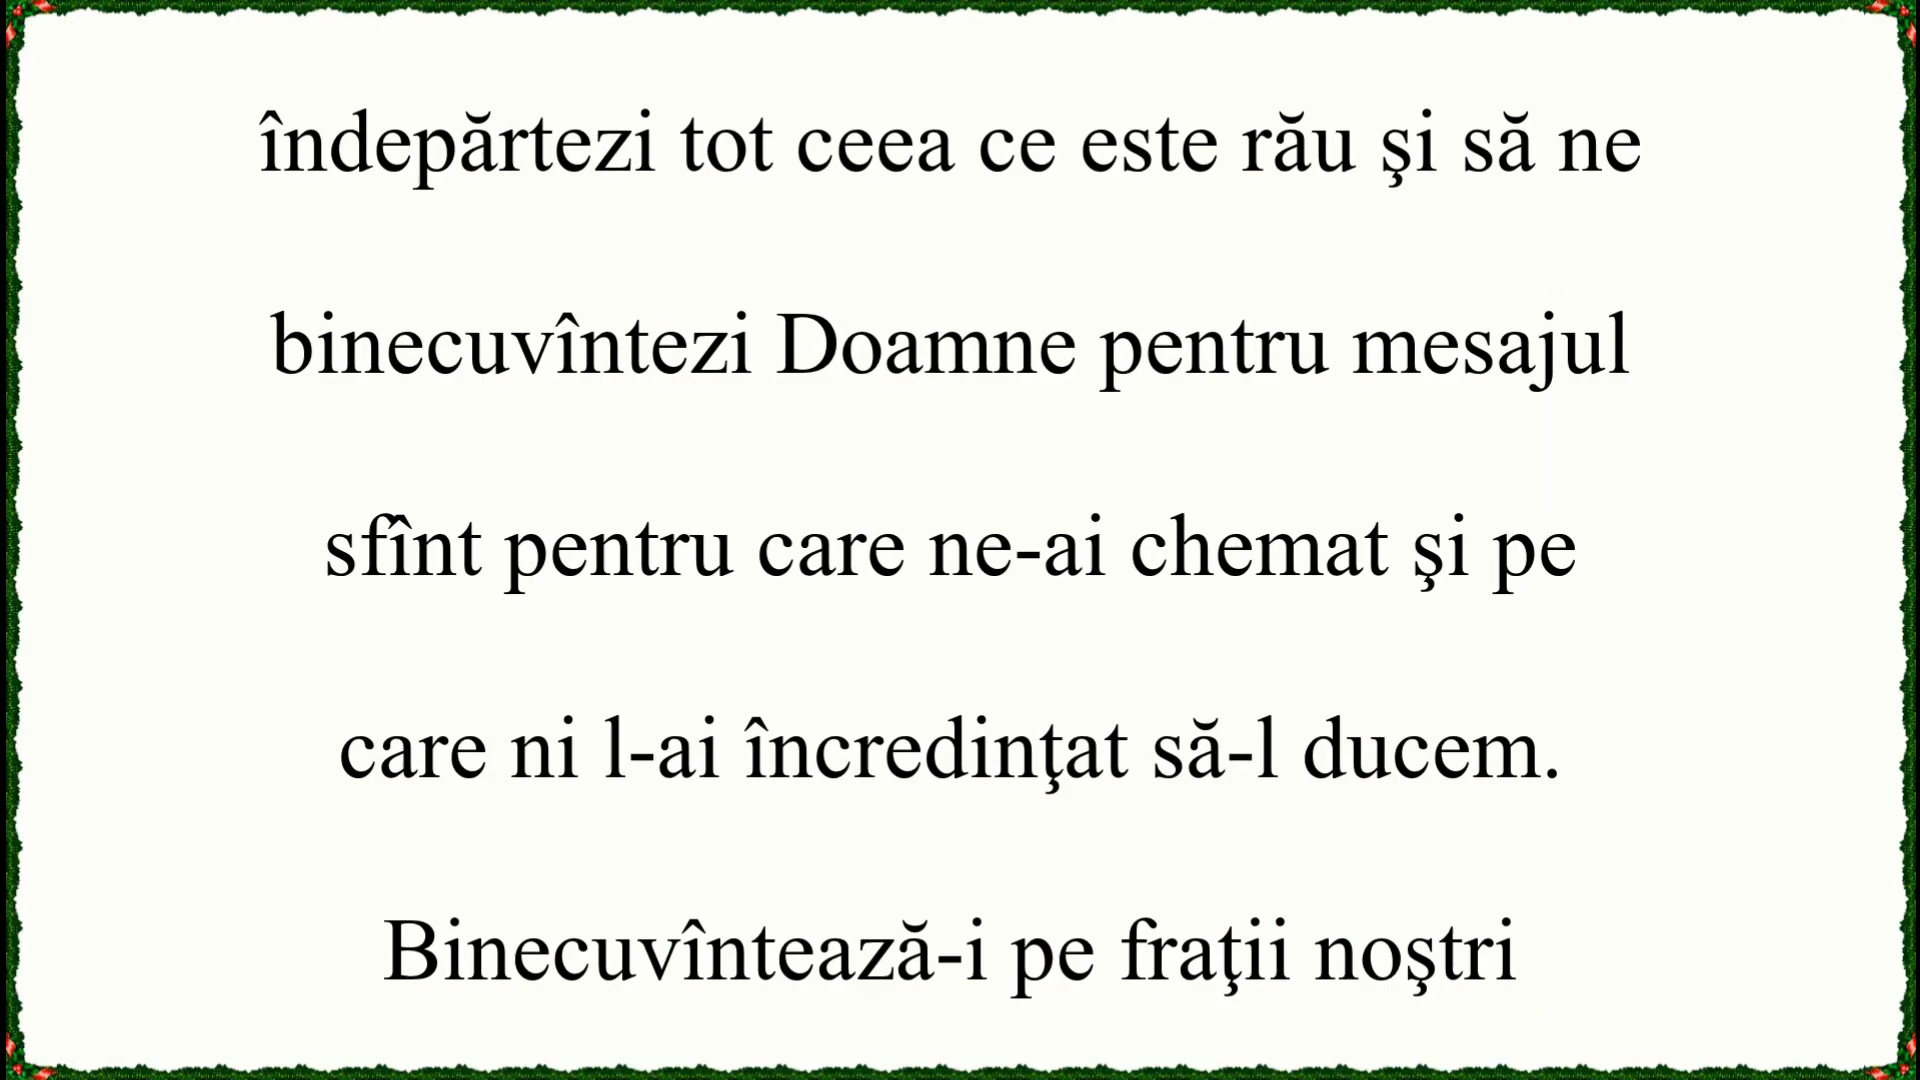 îndepărtezi tot ceea ce este rău şi să ne
binecuvîntezi Doamne pentru mesajul
sfînt pentru care ne-ai chemat şi pe
care ni l-ai încredinţat să-l ducem.
Binecuvîntează-i pe fraţii noştri